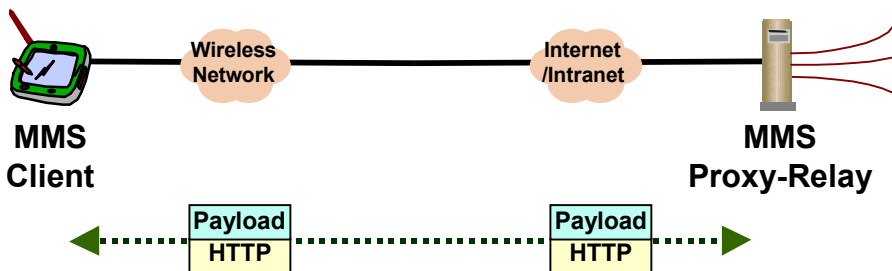 Wireless
Network
Internet
/Intranet
MMS
Client
MMS
Proxy-Relay
Payload
HTTP
Payload
HTTP